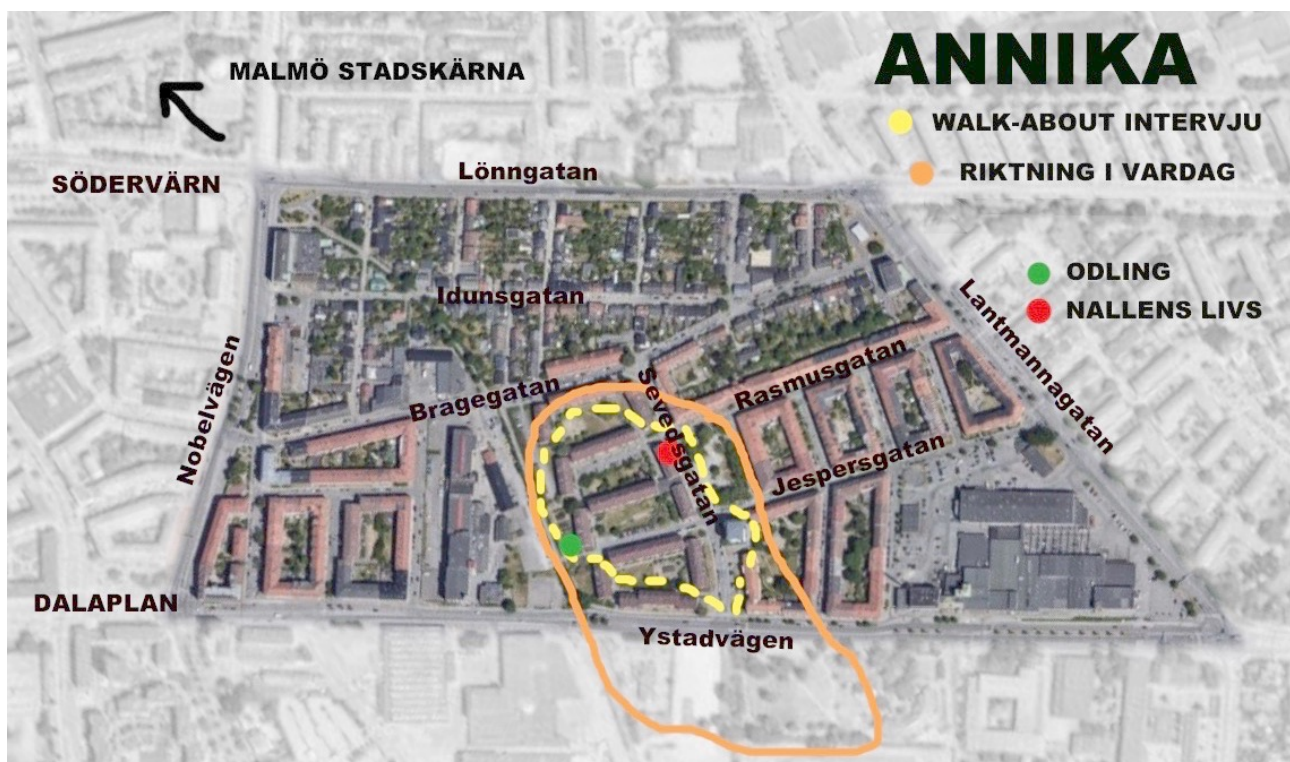 ANNIKA
MALMÖ STADSKÄRNA
WALK-ABOUT INTERVJU
SÖDERVÄRN
Lönngatan
RIKTNING I VARDAG
ODLING
Idunsgatan
NALLENS LIVS
Lantmannagatan
Nobelvägen
Bragegatan
Sevedsgatan
Rasmusgatan
Jespersgatan
DALAPLAN
Ystadvägen